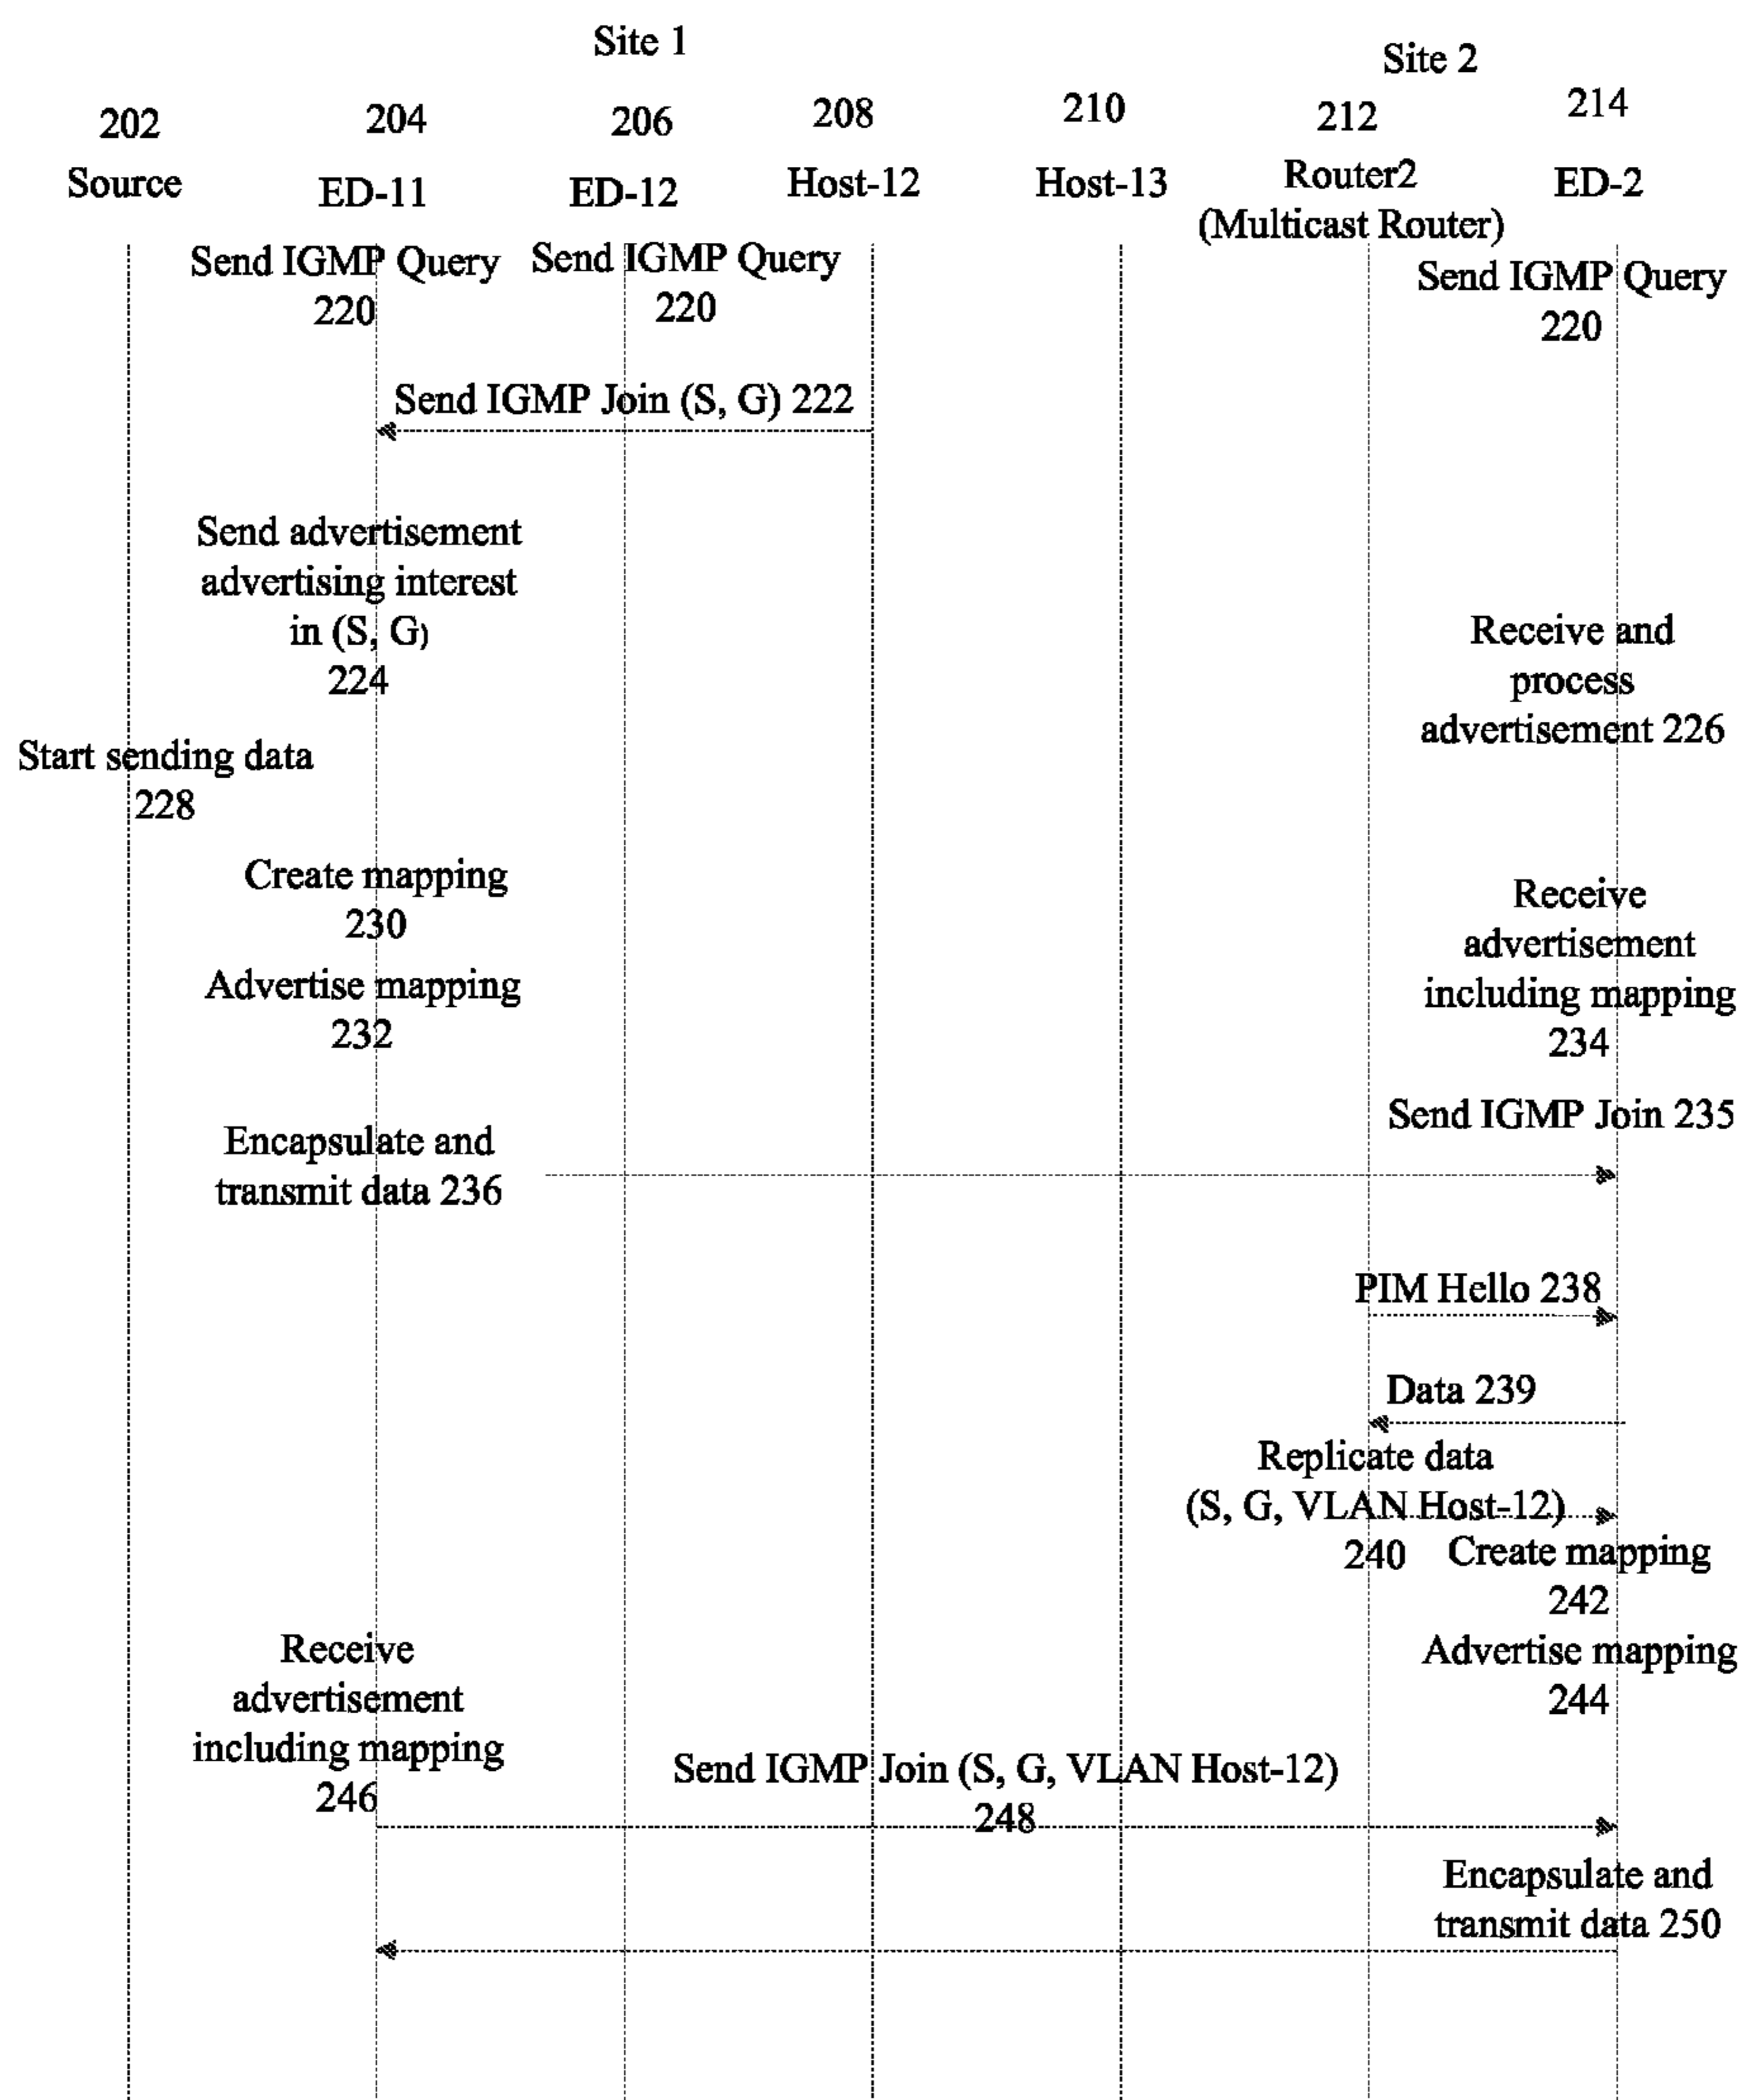 Site 1
Site 2
202
204
206
208
210
212
214
Source
ED-11
ED-12
Host-12
Host-13
Router2
(Multicast Router)
ED-2
Send IGMP Query
220
Send IGMP Query
220
Send IGMP Query
220
Send IGMP Join (S, G) 222
Send advertisement
advertising interest
in (S, G)
224
Receive and
process
advertisement 226
Start sending data
228
Create mapping
230
Receive
advertisement
including mapping
234
Advertise mapping
232
Send IGMP Join 235
Encapsulate and
transmit data 236
PIM Hello 238
Data 239
Replicate data
(S, G, VLAN Host-12)
240
Create mapping
242
Advertise mapping
244
Receive
advertisement
including mapping
246
Send IGMP Join (S, G, VLAN Host-12)
248
Encapsulate and
transmit data 250